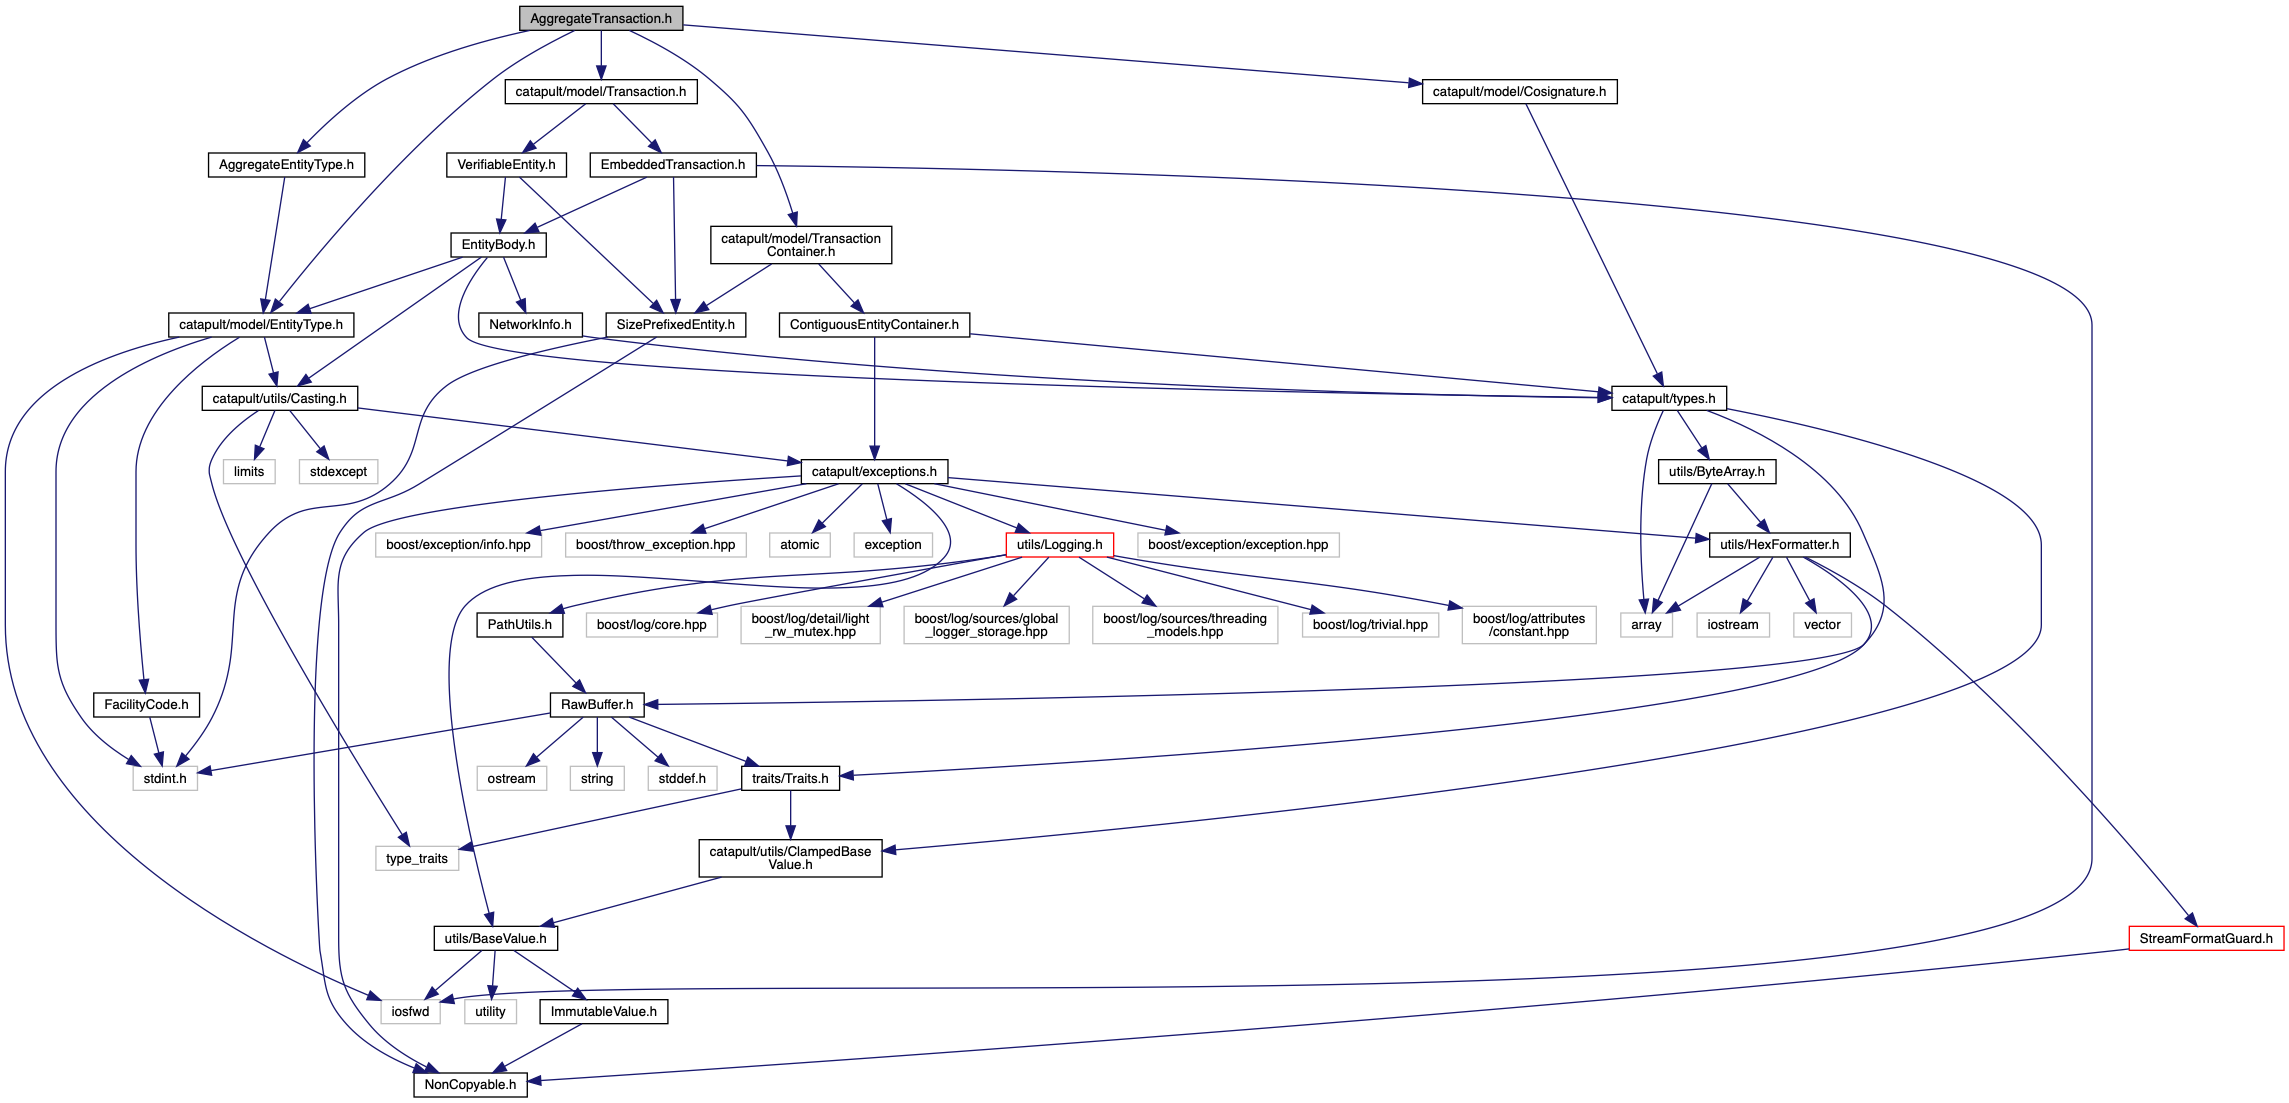 AggregateTransaction.h
catapult/model/Transaction.h
catapult/model/Cosignature.h
AggregateEntityType.h
VerifiableEntity.h
EmbeddedTransaction.h
catapult/model/Transaction
Container.h
EntityBody.h
catapult/model/EntityType.h
NetworkInfo.h
SizePrefixedEntity.h
ContiguousEntityContainer.h
catapult/utils/Casting.h
catapult/types.h
limits
stdexcept
catapult/exceptions.h
utils/ByteArray.h
boost/exception/info.hpp
boost/throw_exception.hpp
atomic
exception
utils/Logging.h
boost/exception/exception.hpp
utils/HexFormatter.h
PathUtils.h
boost/log/core.hpp
boost/log/detail/light
_rw_mutex.hpp
boost/log/sources/global
_logger_storage.hpp
boost/log/sources/threading
_models.hpp
boost/log/trivial.hpp
boost/log/attributes
/constant.hpp
array
iostream
vector
FacilityCode.h
RawBuffer.h
stdint.h
ostream
string
stddef.h
traits/Traits.h
type_traits
catapult/utils/ClampedBase
Value.h
utils/BaseValue.h
StreamFormatGuard.h
iosfwd
utility
ImmutableValue.h
NonCopyable.h